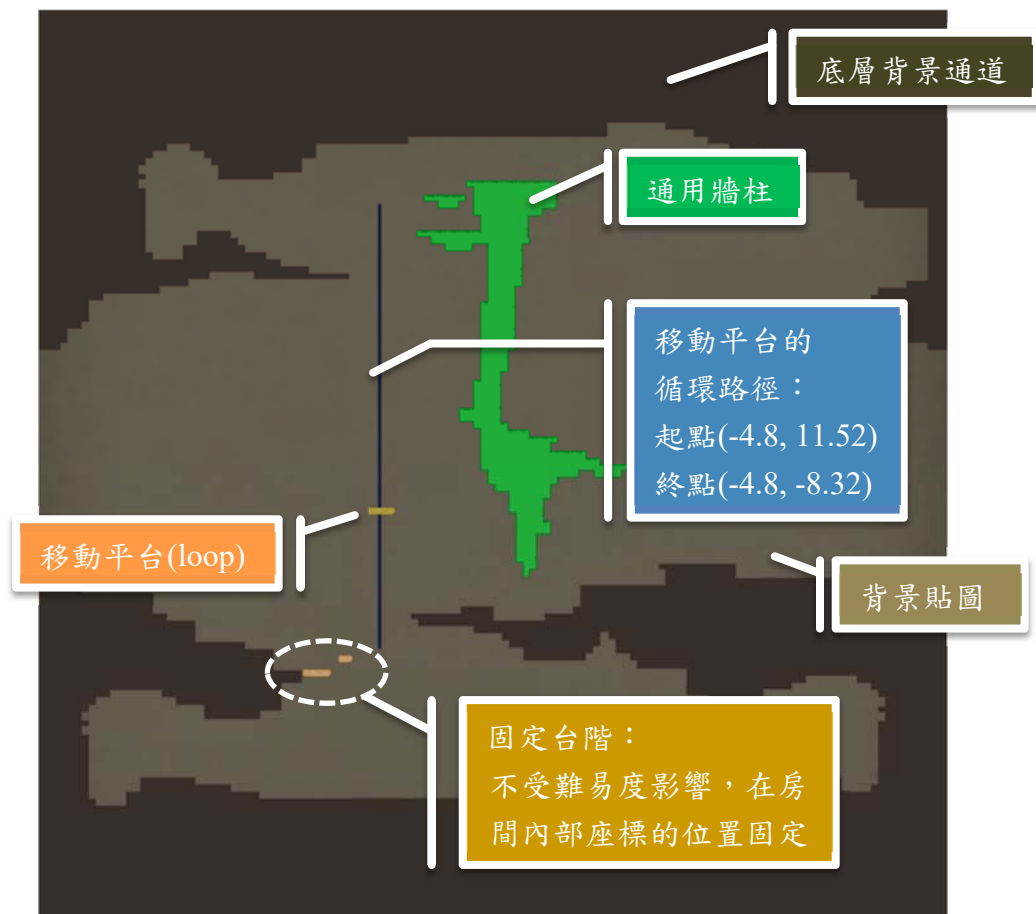 底層背景通道
通用牆柱
移動平台的
循環路徑：
起點(-4.8, 11.52)
終點(-4.8, -8.32)
移動平台(loop)
背景貼圖
固定台階：
不受難易度影響，在房
間內部座標的位置固定